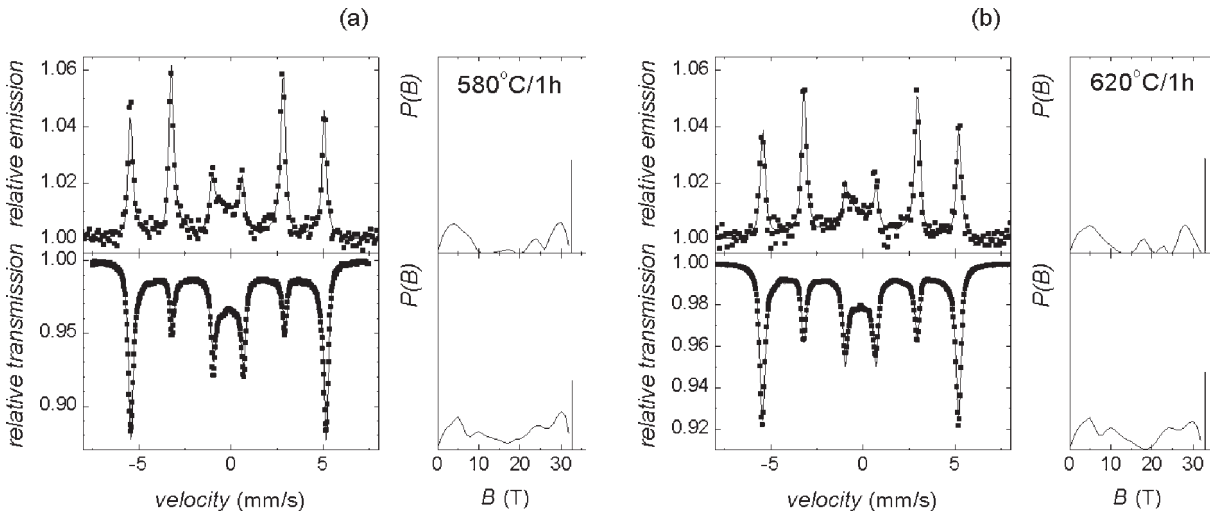 (a)
relative emission
1.06
1.04
1.02
1.00
relative transmission
1.00
0.95
0.90
-5 0 5
velocity (mm/s)
P(B)
580°C/1h
P(B)
0 10 20 30
B (T)
(b)
relative emission
1.06
1.04
1.02
1.00
relative transmission
1.00
0.98
0.96
0.94
0.92
-5 0 5
velocity (mm/s)
P(B)
620°C/1h
P(B)
0 10 20 30
B (T)